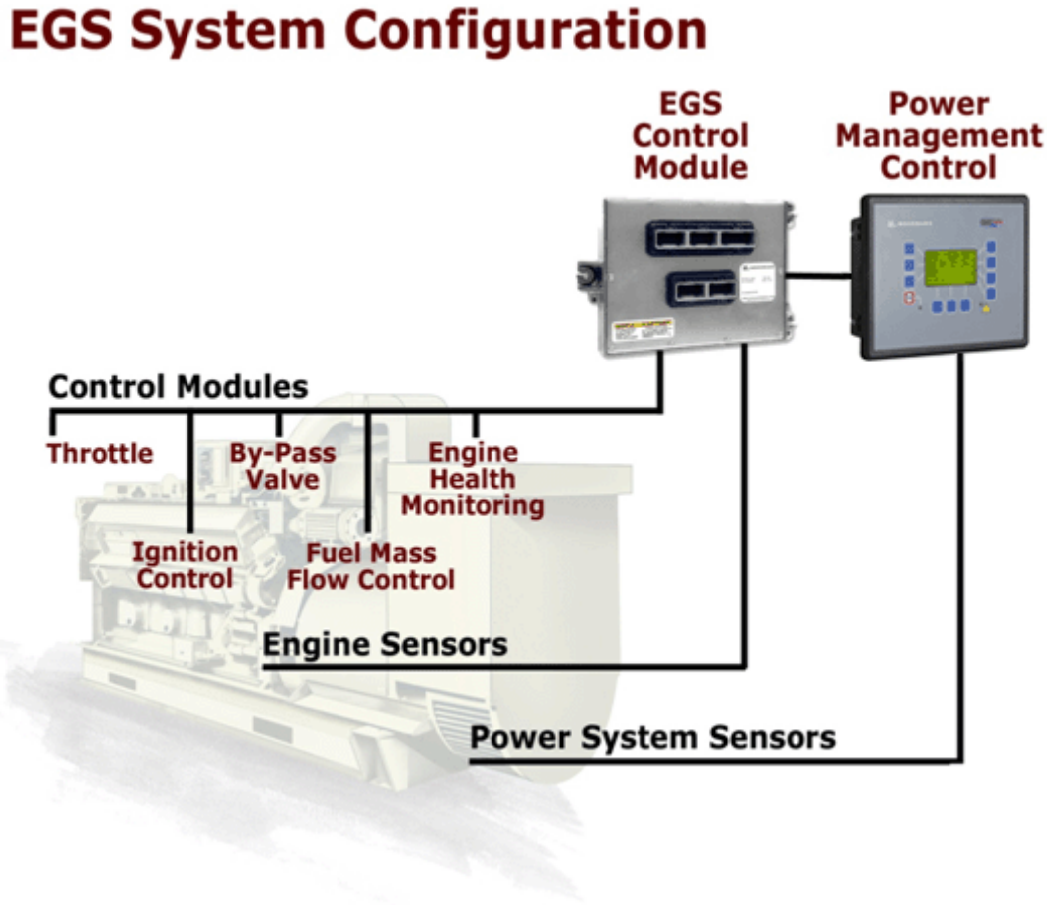 EGS System Configuration
EGS
Control
Module
Power
Management
Control
Control Modules
Throttle
By-Pass
Valve
Engine
Health
Monitoring
Ignition
Control
Fuel Mass
Flow Control
Engine Sensors
Power System Sensors